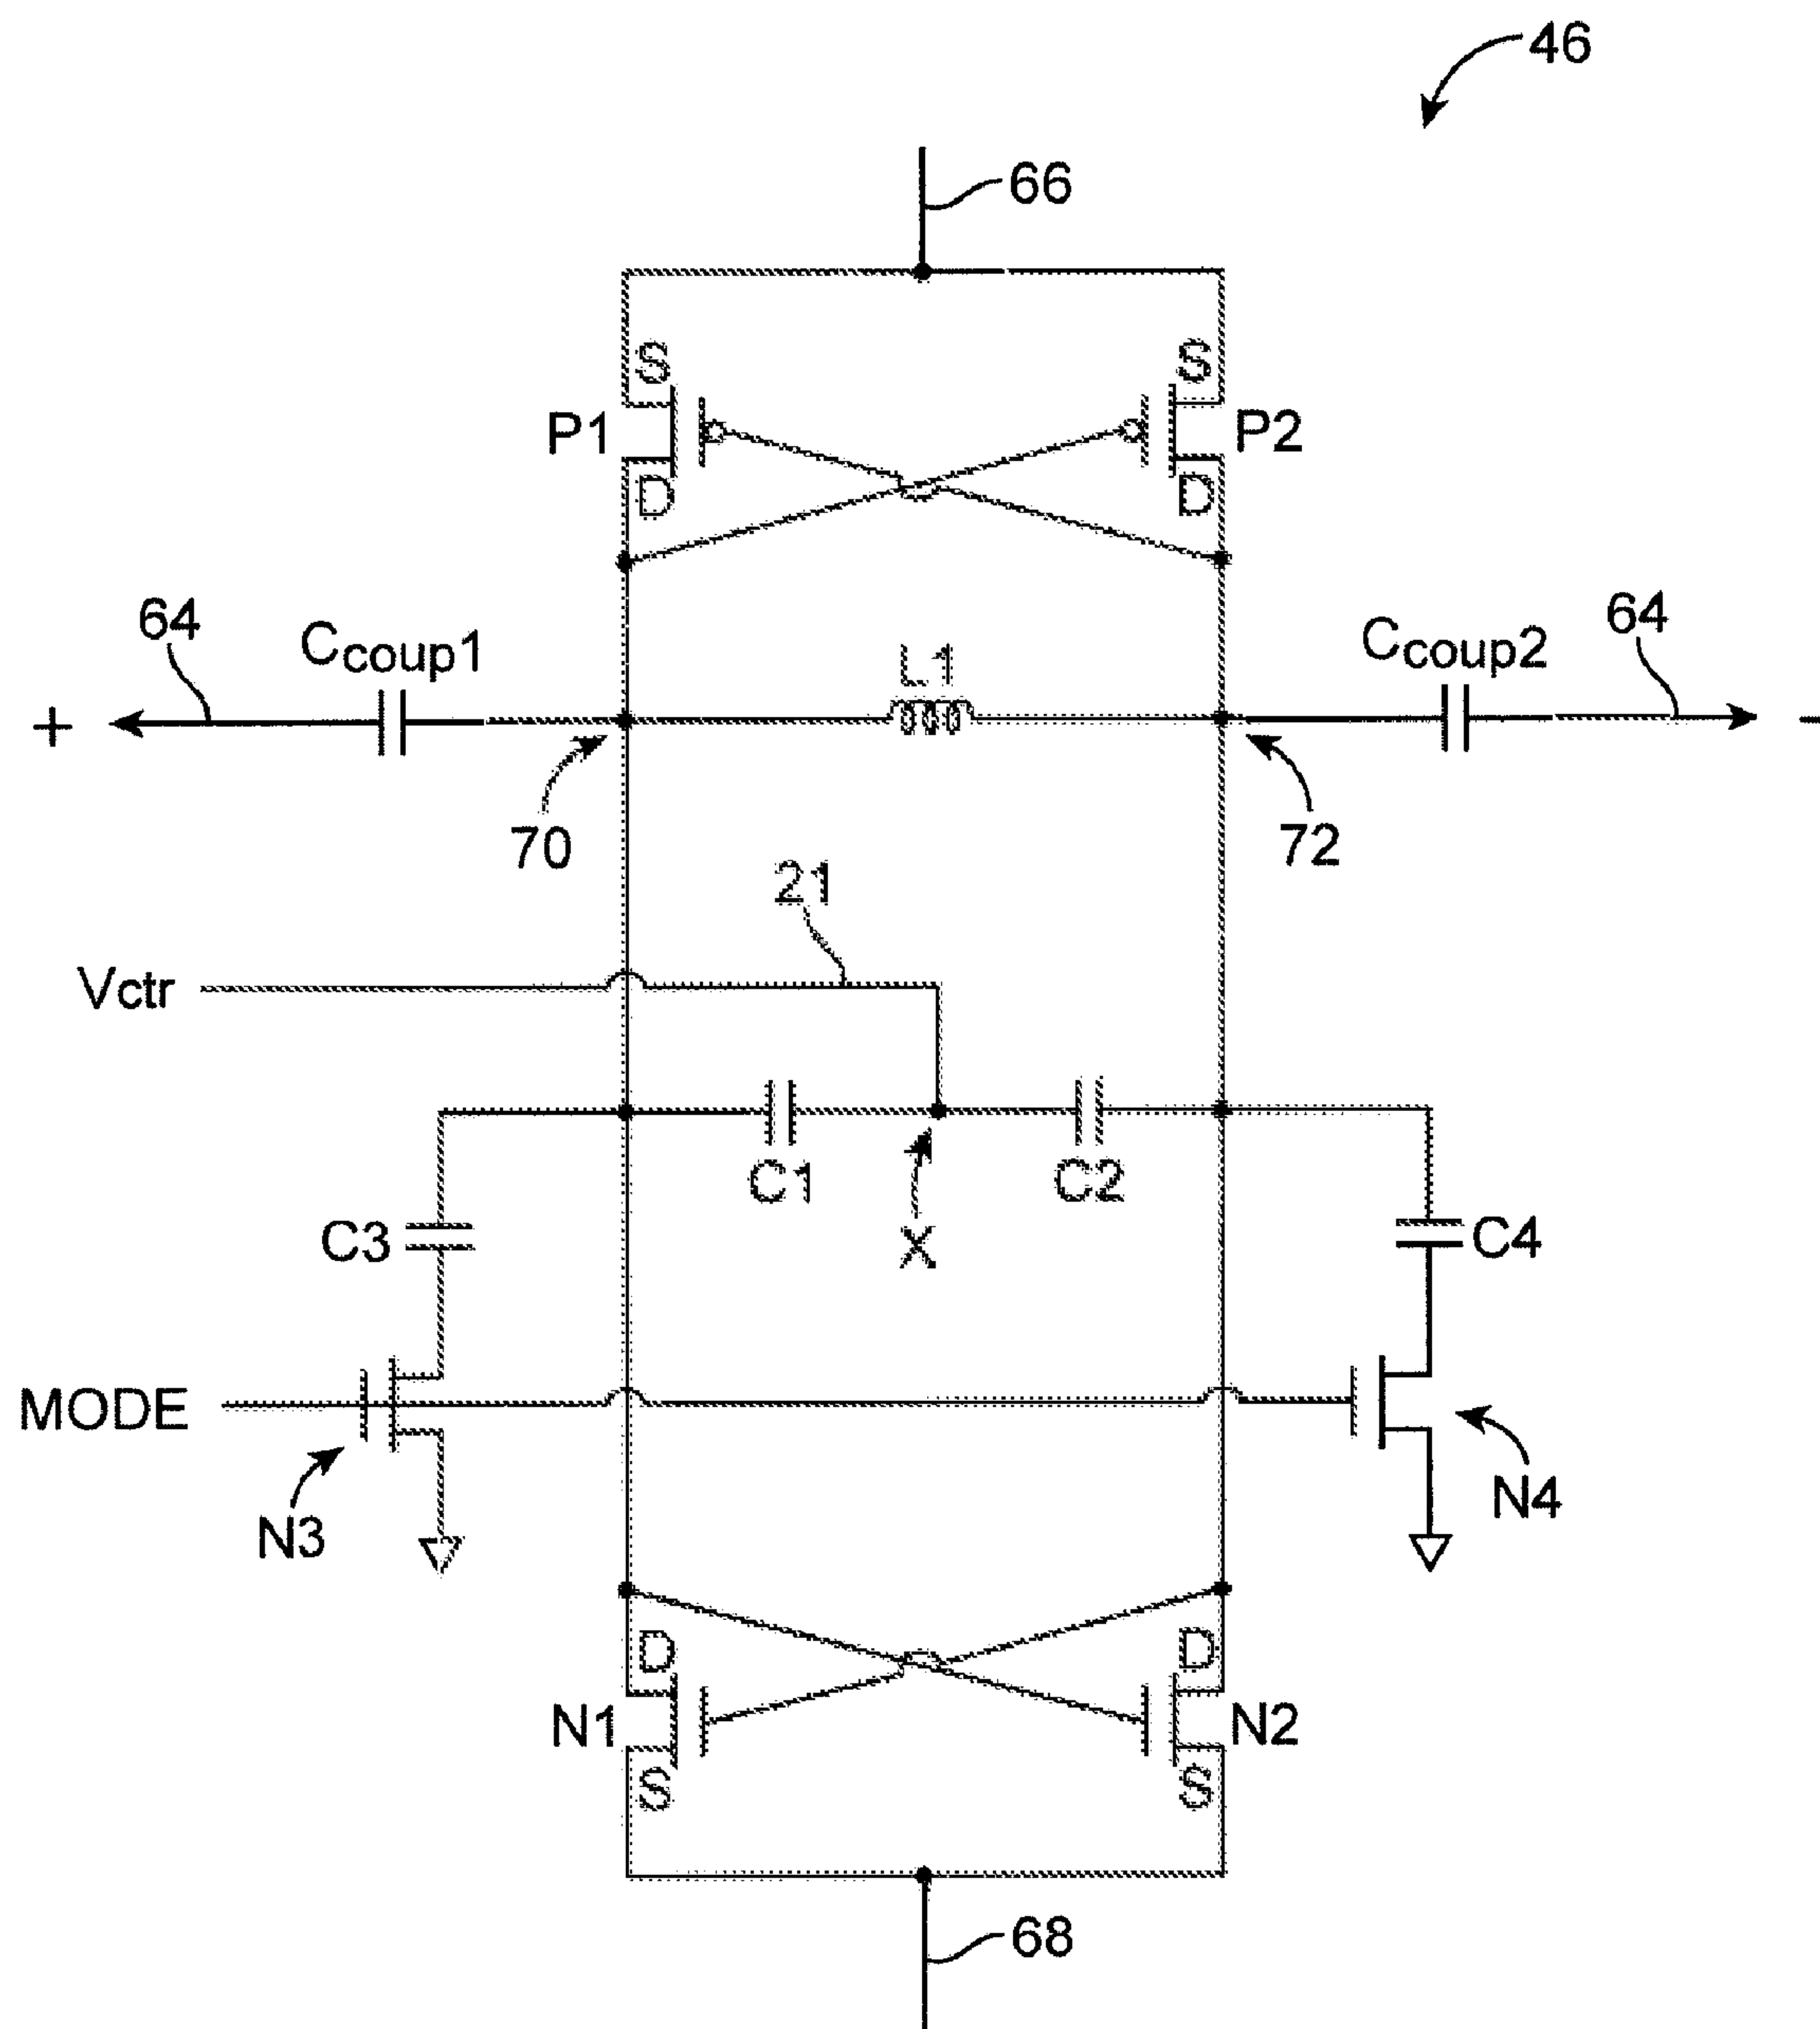 46
66
S S
P1 P2
D D
64 Ccoup1 L1 Ccoup2 64
+ -
70 72
21
Vctr
C1 C2
C3 X C4
MODE
N3 N4
D D
N1 N2
S S
68